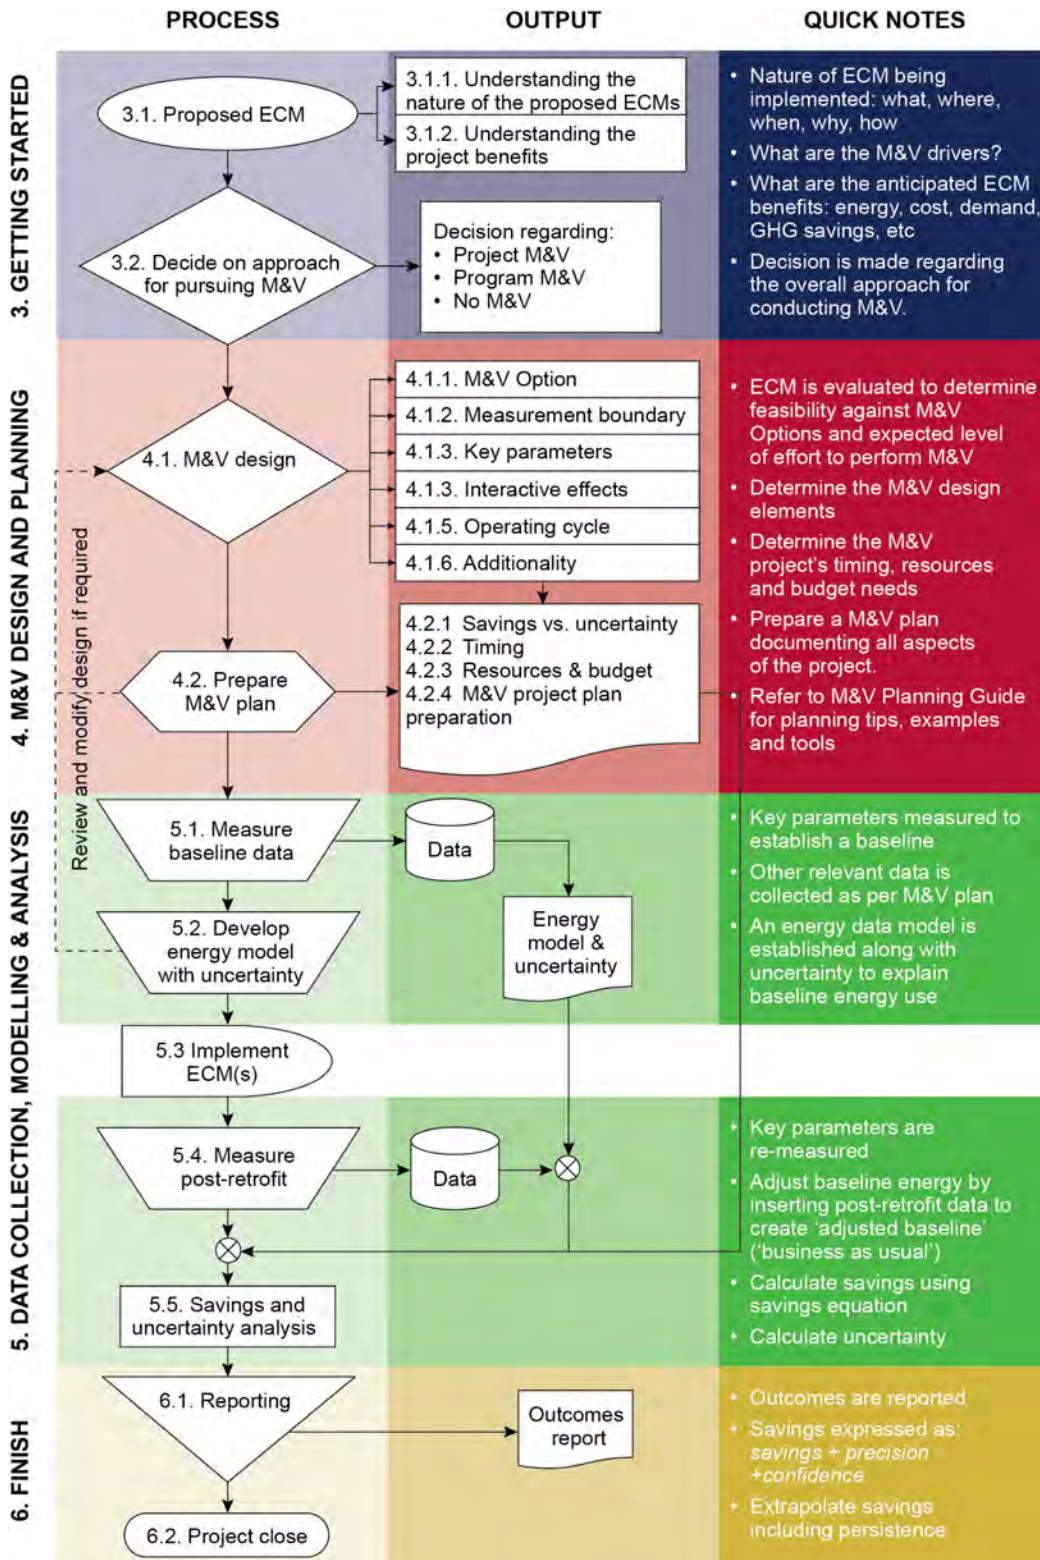 PROCESS
OUTPUT
QUICK NOTES
3. GETTING STARTED
3.1. Proposed ECM
3.1.1. Understanding the
nature of the proposed ECMs
3.1.2. Understanding the
project benefits
3.2. Decide on approach
for pursuing M&V
Decision regarding:
• Project M&V
• Program M&V
• No M&V
• Nature of ECM being
implemented: what, where,
when, why, how
• What are the M&V drivers?
• What are the anticipated ECM
benefits: energy, cost, demand,
GHG savings, etc
• Decision is made regarding
the overall approach for
conducting M&V.
4. M&V DESIGN AND PLANNING
4.1. M&V design
4.1.1. M&V Option
4.1.2. Measurement boundary
4.1.3. Key parameters
4.1.3. Interactive effects
4.1.5. Operating cycle
4.1.6. Additionality
4.2. Prepare
M&V plan
4.2.1 Savings vs. uncertainty
4.2.2 Timing
4.2.3 Resources & budget
4.2.4 M&V project plan
preparation
Review and modify design if required
• ECM is evaluated to determine
feasibility against M&V
Options and expected level
of effort to perform M&V
• Determine the M&V design
elements
• Determine the M&V
project's timing, resources
and budget needs
• Prepare a M&V plan
documenting all aspects
of the project.
• Refer to M&V Planning Guide
for planning tips, examples
and tools
5. DATA COLLECTION, MODELLING & ANALYSIS
5.1. Measure
baseline data
Data
5.2. Develop
energy model
with uncertainty
Energy
model &
uncertainty
• Key parameters measured to
establish a baseline
• Other relevant data is
collected as per M&V plan
• An energy data model is
established along with
uncertainty to explain
baseline energy use
5.3 Implement
ECM(s)
5.4. Measure
post-retrofit
Data
5.5. Savings and
uncertainty analysis
• Key parameters are
re-measured
• Adjust baseline energy by
inserting post-retrofit data to
create ‘adjusted baseline’
(‘business as usual’)
• Calculate savings using
savings equation
• Calculate uncertainty
6. FINISH
6.1. Reporting
Outcomes
report
6.2. Project close
• Outcomes are reported
• Savings expressed as:
savings + precision
+confidence
• Extrapolate savings
including persistence